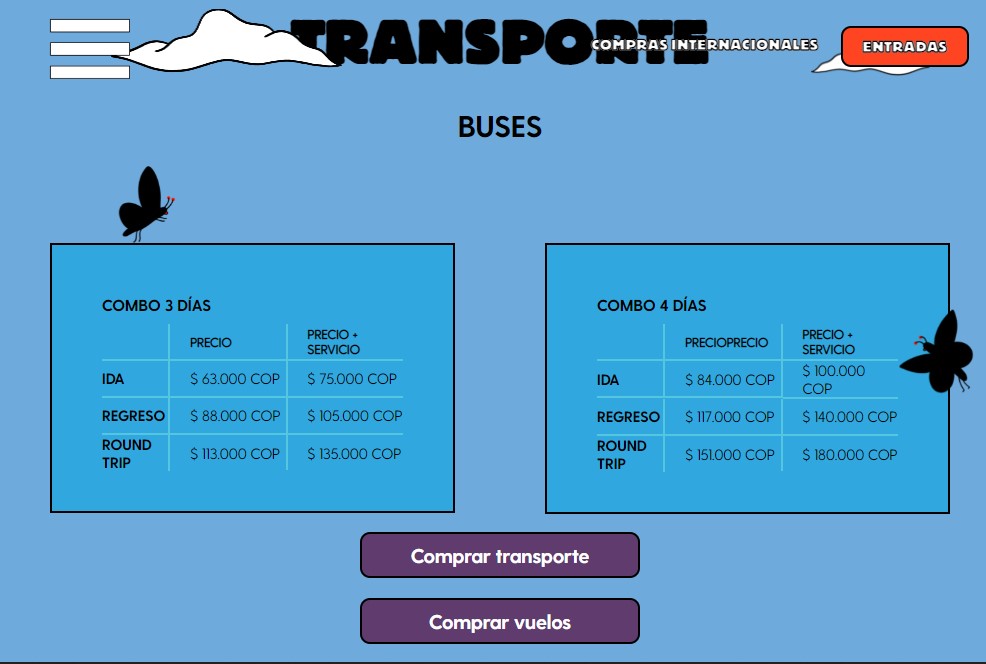 TRANSPORTE
COMPRAS INTERNACIONALES
ENTRADAS
BUSES
COMBO 3 DÍAS
PRECIO
PRECIO +
SERVICIO
IDA $ 63.000 COP $ 75.000 COP
REGRESO $ 88.000 COP $ 105.000 COP
ROUND
TRIP
$ 113.000 COP $ 135.000 COP
COMBO 4 DÍAS
PRECIOPRECIO
PRECIO +
SERVICIO
IDA $ 84.000 COP
$ 100.000
COP
REGRESO $ 117.000 COP $ 140.000 COP
ROUND
TRIP
$ 151.000 COP $ 180.000 COP
Comprar transporte
Comprar vuelos